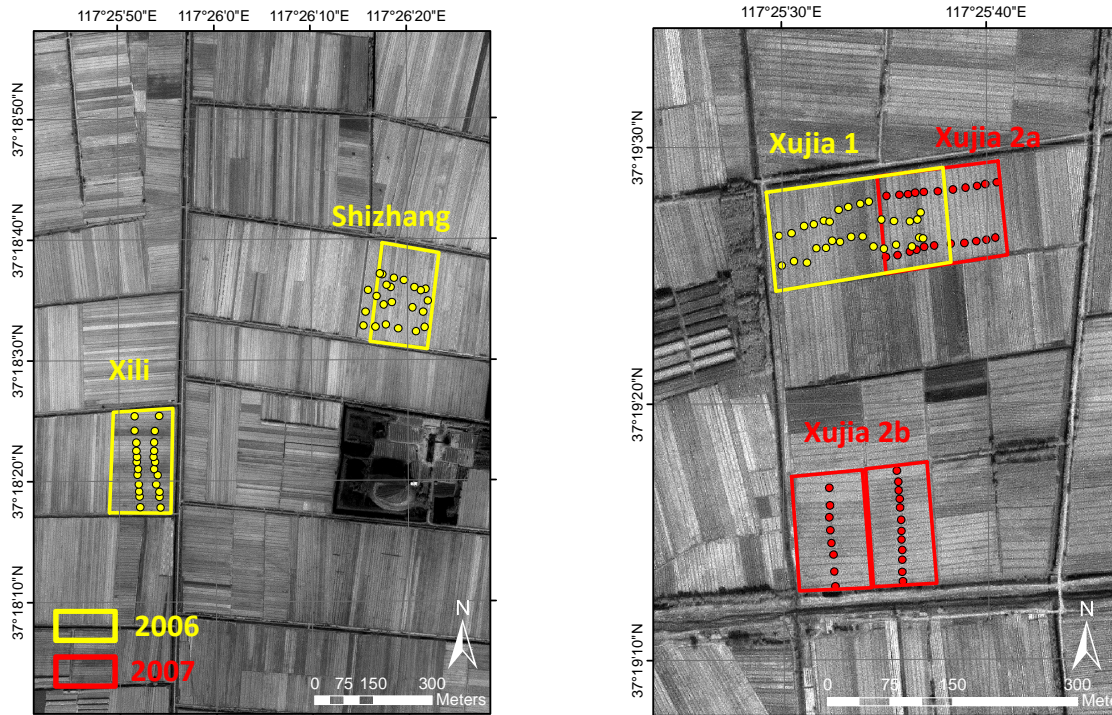 117°25'50"E 117°26'0"E 117°26'10"E 117°26'20"E
37°18'50"N
37°18'40"N
37°18'30"N
37°18'20"N
37°18'10"N
Shizhang
Xili
2006
2007
N
0 75 150 300
Meters
117°25'30"E 117°25'40"E
37°19'30"N
37°19'20"N
37°19'10"N
Xujia 1
Xujia 2a
Xujia 2b
N
0 75 150 300
Met